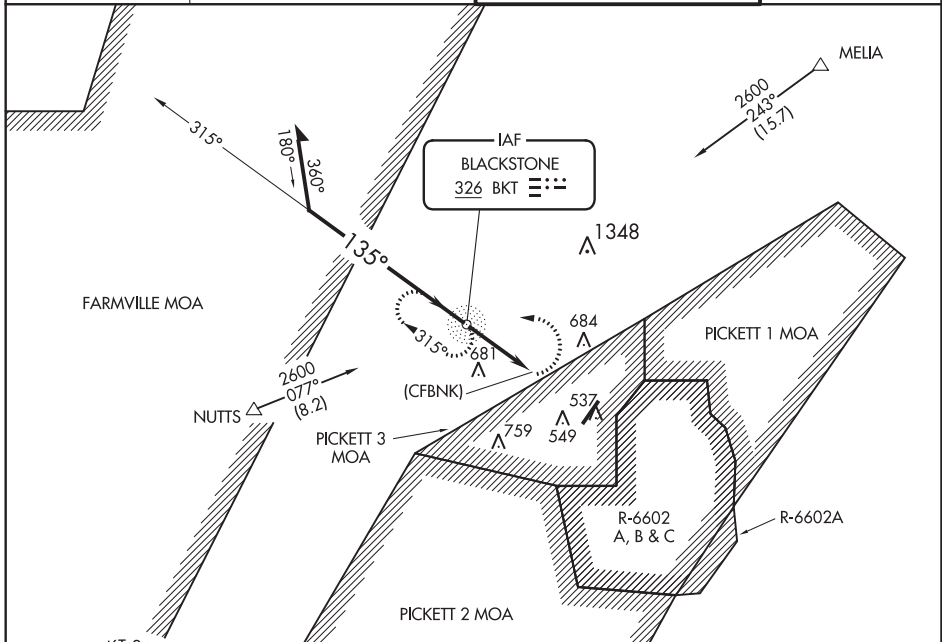 MELIA
2600
243°
(15.7)
315°
180°
360°
IAF
BLACKSTONE
326 BKT
135°
1348
FARMVILLE MOA
315°
681
684
PICKETT 1 MOA
2600
077°
(8.2)
NUTTS
(CFBNK)
PICKETT 3
MOA
759
537
549
R-6602
A, B & C
R-6602A
PICKETT 2 MOA